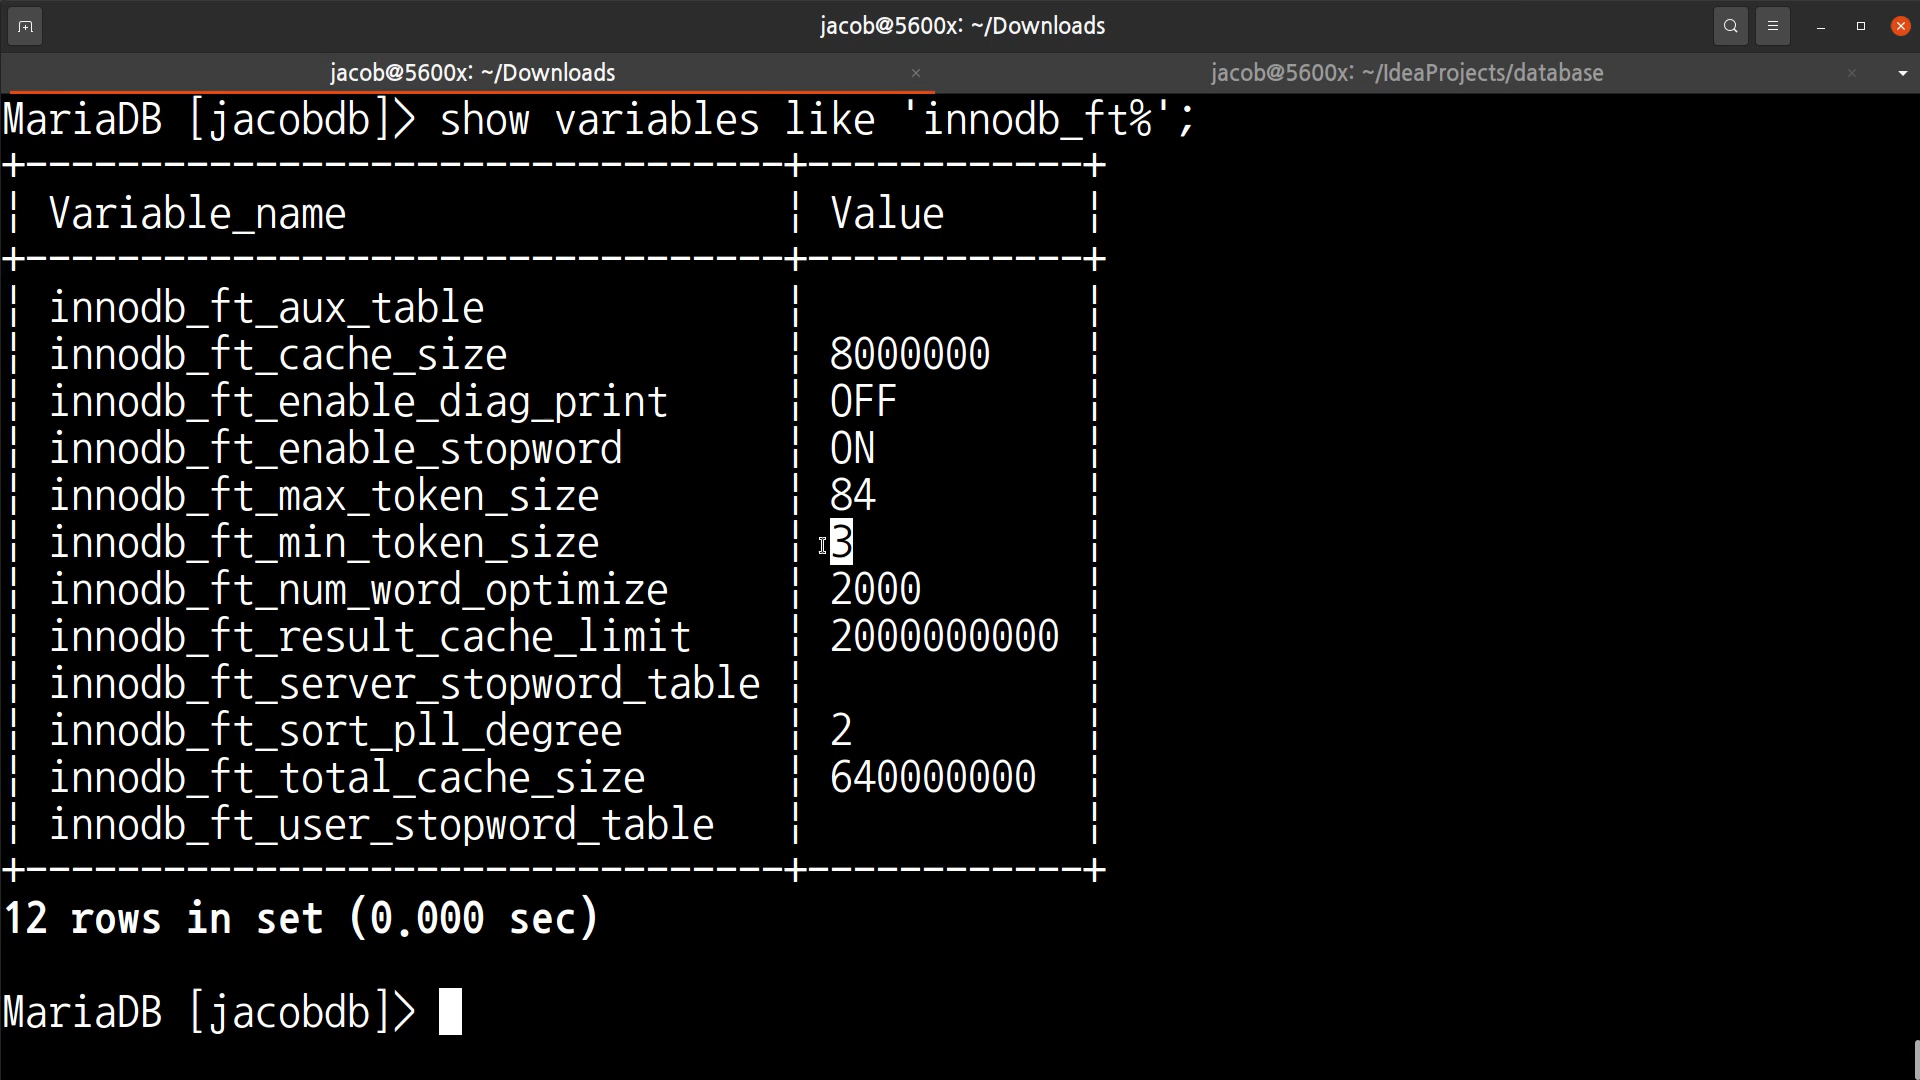 jacob@5600x: ~/Downloads
jacob@5600x: ~/Downloads
jacob@5600x: ~/IdeaProjects/database
MariaDB [jacobdb]> show variables like 'innodb_ft%';
+---------------------------------+------------+
| Variable_name                   | Value      |
+---------------------------------+------------+
| innodb_ft_aux_table             |            |
| innodb_ft_cache_size            | 8000000    |
| innodb_ft_enable_diag_print     | OFF        |
| innodb_ft_enable_stopword       | ON         |
| innodb_ft_max_token_size        | 84         |
| innodb_ft_min_token_size        | 3          |
| innodb_ft_num_word_optimize     | 2000       |
| innodb_ft_result_cache_limit    | 2000000000 |
| innodb_ft_server_stopword_table |            |
| innodb_ft_sort_pll_degree       | 2          |
| innodb_ft_total_cache_size      | 640000000  |
| innodb_ft_user_stopword_table   |            |
+---------------------------------+------------+
12 rows in set (0.000 sec)
MariaDB [jacobdb]>